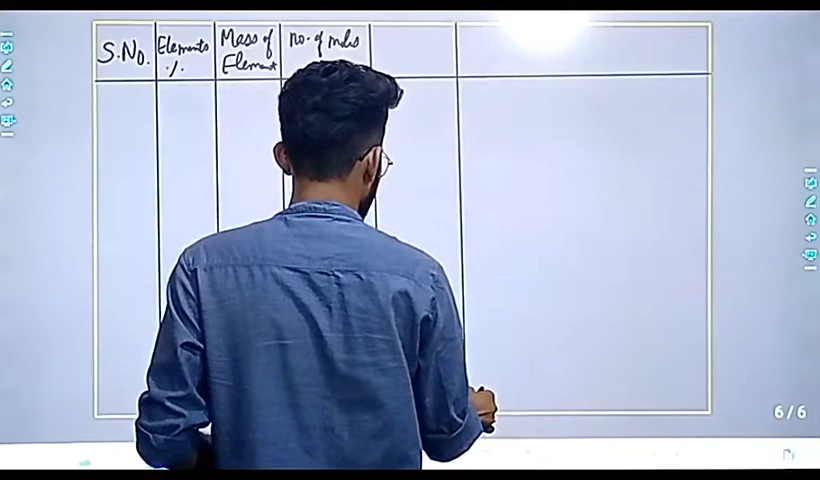 S.No. Elements Mass of no. of moles
./. Element
6/6